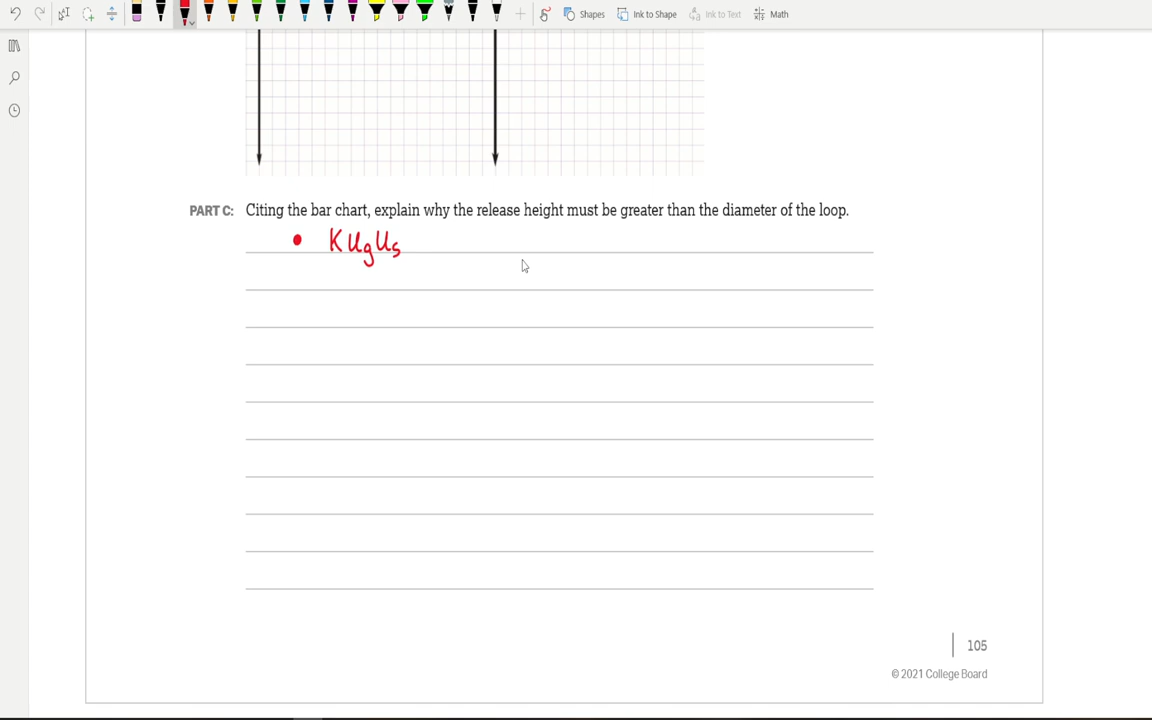 Shapes Ink to Shape Ink to Text Math
PART C: Citing the bar chart, explain why the release height must be greater than the diameter of the loop.
• K Ug Us
105
© 2021 College Board